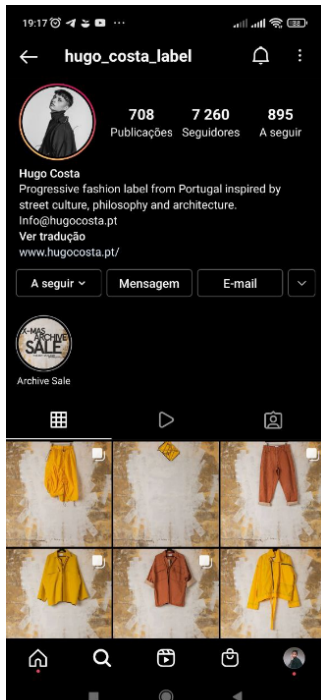 19:17
hugo_costa_label
708 7 260 895
Publicações Seguidores A seguir
Hugo Costa
Progressive fashion label from Portugal inspired by
street culture, philosophy and architecture.
Info@hugocosta.pt
Ver tradução
www.hugocosta.pt/
A seguir Mensagem E-mail
X-MAS
ARCHIVE
SALE
Archive Sale